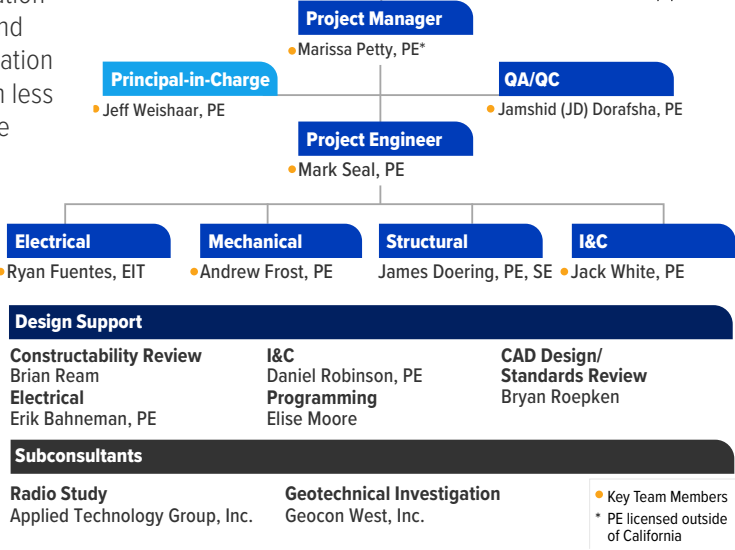 ation
nd
ation
n less
e
Project Manager
Marissa Petty, PE*
Principal-in-Charge
Jeff Weishaar, PE
QA/QC
Jamshid (JD) Dorafsha, PE
Project Engineer
Mark Seal, PE
Electrical
Ryan Fuentes, EIT
Mechanical
Andrew Frost, PE
Structural
James Doering, PE, SE
I&C
Jack White, PE
Design Support
Constructability Review
Brian Ream
Electrical
Erik Bahneman, PE
I&C
Daniel Robinson, PE
Programming
Elise Moore
CAD Design/
Standards Review
Bryan Roepken
Subconsultants
Radio Study
Applied Technology Group, Inc.
Geotechnical Investigation
Geocon West, Inc.
Key Team Members
* PE licensed outside
of California